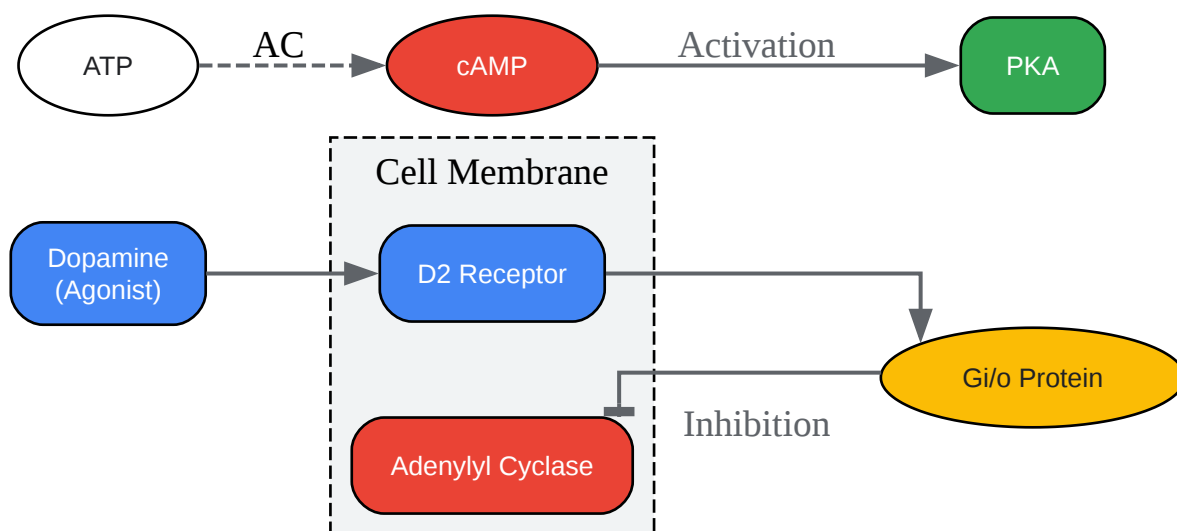 ATP
AC
cAMP
Activation
PKA
Cell Membrane
Dopamine
(Agonist)
D2 Receptor
Gi/o Protein
Inhibition
Adenylyl Cyclase